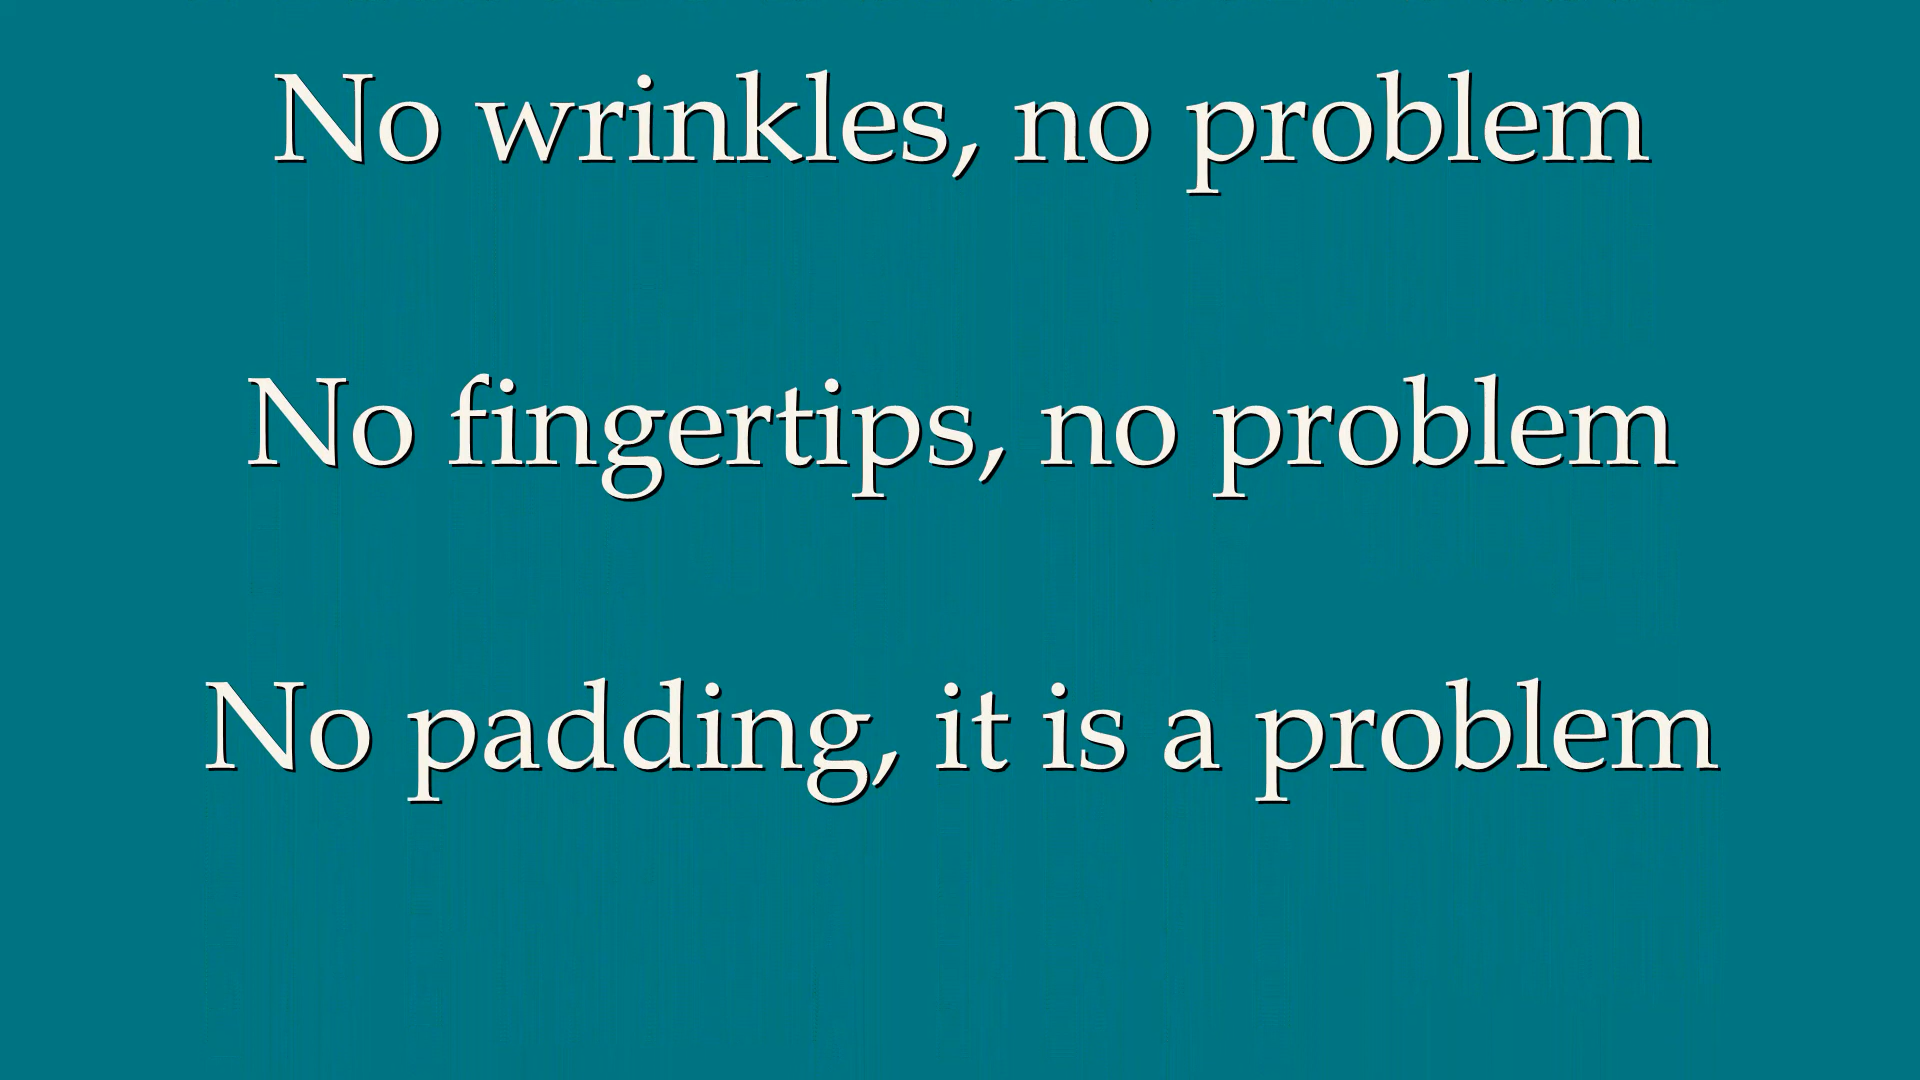 No wrinkles, no problem
No fingertips, no problem
No padding, it is a problem